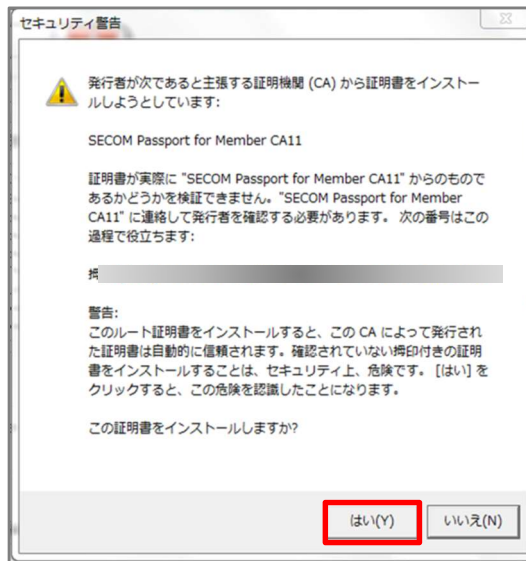 セキュリティ警告
発行者が次であると主張する証明機関 (CA) から証明書をインストー
ルしようとしています:
SECOM Passport for Member CA11
証明書が実際に "SECOM Passport for Member CA11" からのもので
あるかどうかを検証できません。"SECOM Passport for Member
CA11" に連絡して発行者を確認する必要があります。 次の番号はこの
過程で役立ちます:
警告:
このルート証明書をインストールすると、この CA によって発行され
た証明書は自動的に信頼されます。確認されていない拇印付きの証明
書をインストールすることは、セキュリティ上、危険です。 [はい] を
クリックすると、この危険を認識したことになります。
この証明書をインストールしますか?
はい(Y)
いいえ(N)